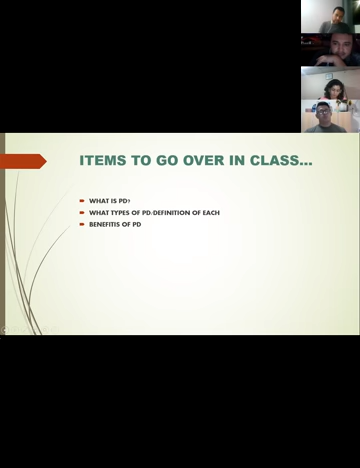 ITEMS TO GO OVER IN CLASS...
WHAT IS PD?
WHAT TYPES OF PD:DEFINITION OF EACH
BENEFITIS OF PD